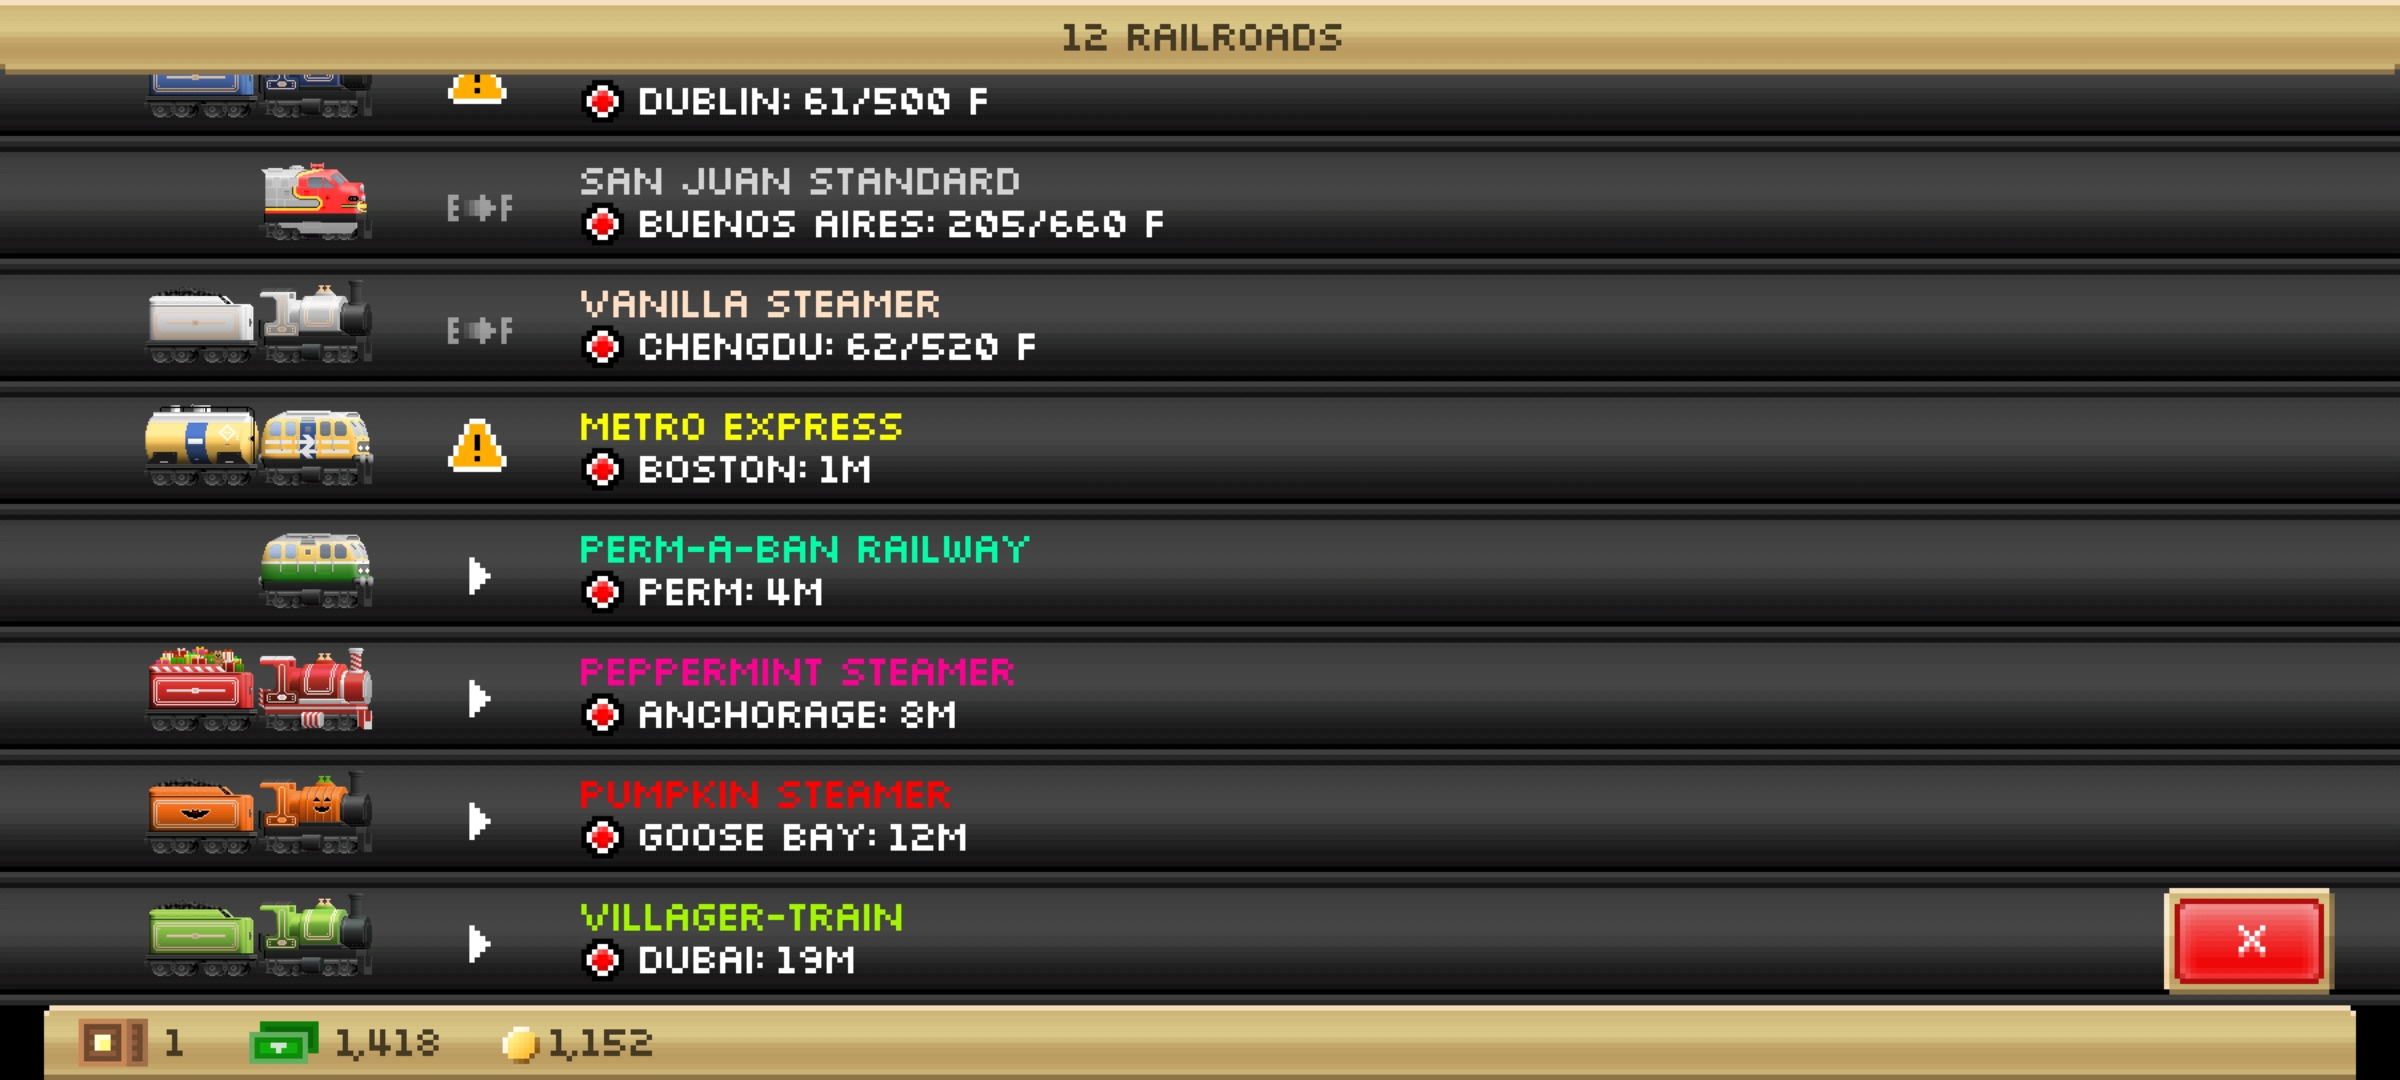 12 RAILROADS
DUBLIN: 61/500 F
SAN JUAN STANDARD
E F
BUENOS AIRES: 205/660 F
VANILLA STEAMER
E F
CHENGDU: 62/520 F
METRO EXPRESS
!
BOSTON: 1M
PERM-A-BAN RAILWAY
PERM: 4M
PEPPERMINT STEAMER
ANCHORAGE: 8M
PUMPKIN STEAMER
GOOSE BAY: 12M
VILLAGER-TRAIN
DUBAI: 19M
X
1 1,418 1,152